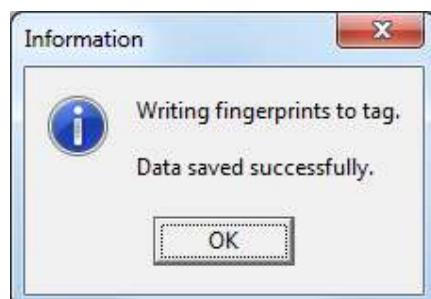 Information
Writing fingerprints to tag.
Data saved successfully.
OK